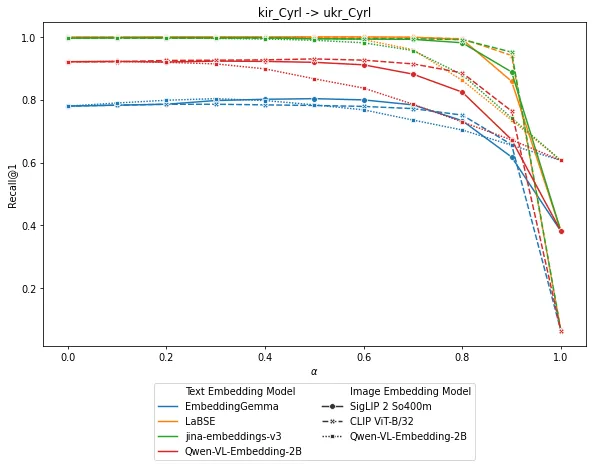 kir_Cyrl -> ukr_Cyrl
1.0
0.8
0.6
0.4
0.2
Recall@1
0.0 0.2 0.4 0.6 0.8 1.0
α
Text Embedding Model
EmbeddingGemma
LaBSE
jina-embeddings-v3
Qwen-VL-Embedding-2B
Image Embedding Model
SigLIP 2 So400m
CLIP ViT-B/32
Qwen-VL-Embedding-2B